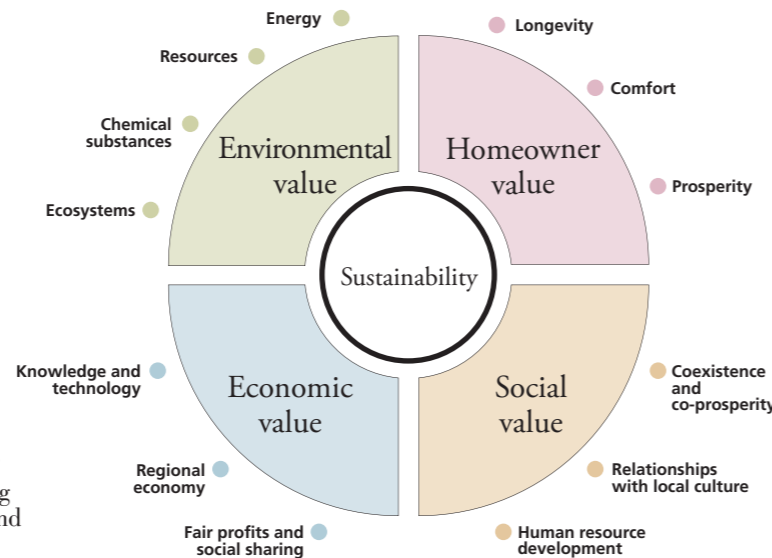 Energy
Resources
Chemical
substances
Ecosystems
Longevity
Comfort
Prosperity
Environmental
value
Homeowner
value
Sustainability
Economic
value
Social
value
Knowledge and
technology
Regional
economy
Fair profits and
social sharing
Coexistence
and
co-prosperity
Relationships
with local culture
Human resource
development